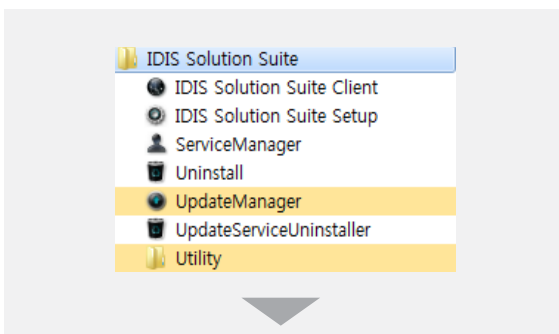 IDIS Solution Suite
IDIS Solution Suite Client
IDIS Solution Suite Setup
ServiceManager
Uninstall
UpdateManager
UpdateServiceUninstaller
Utility